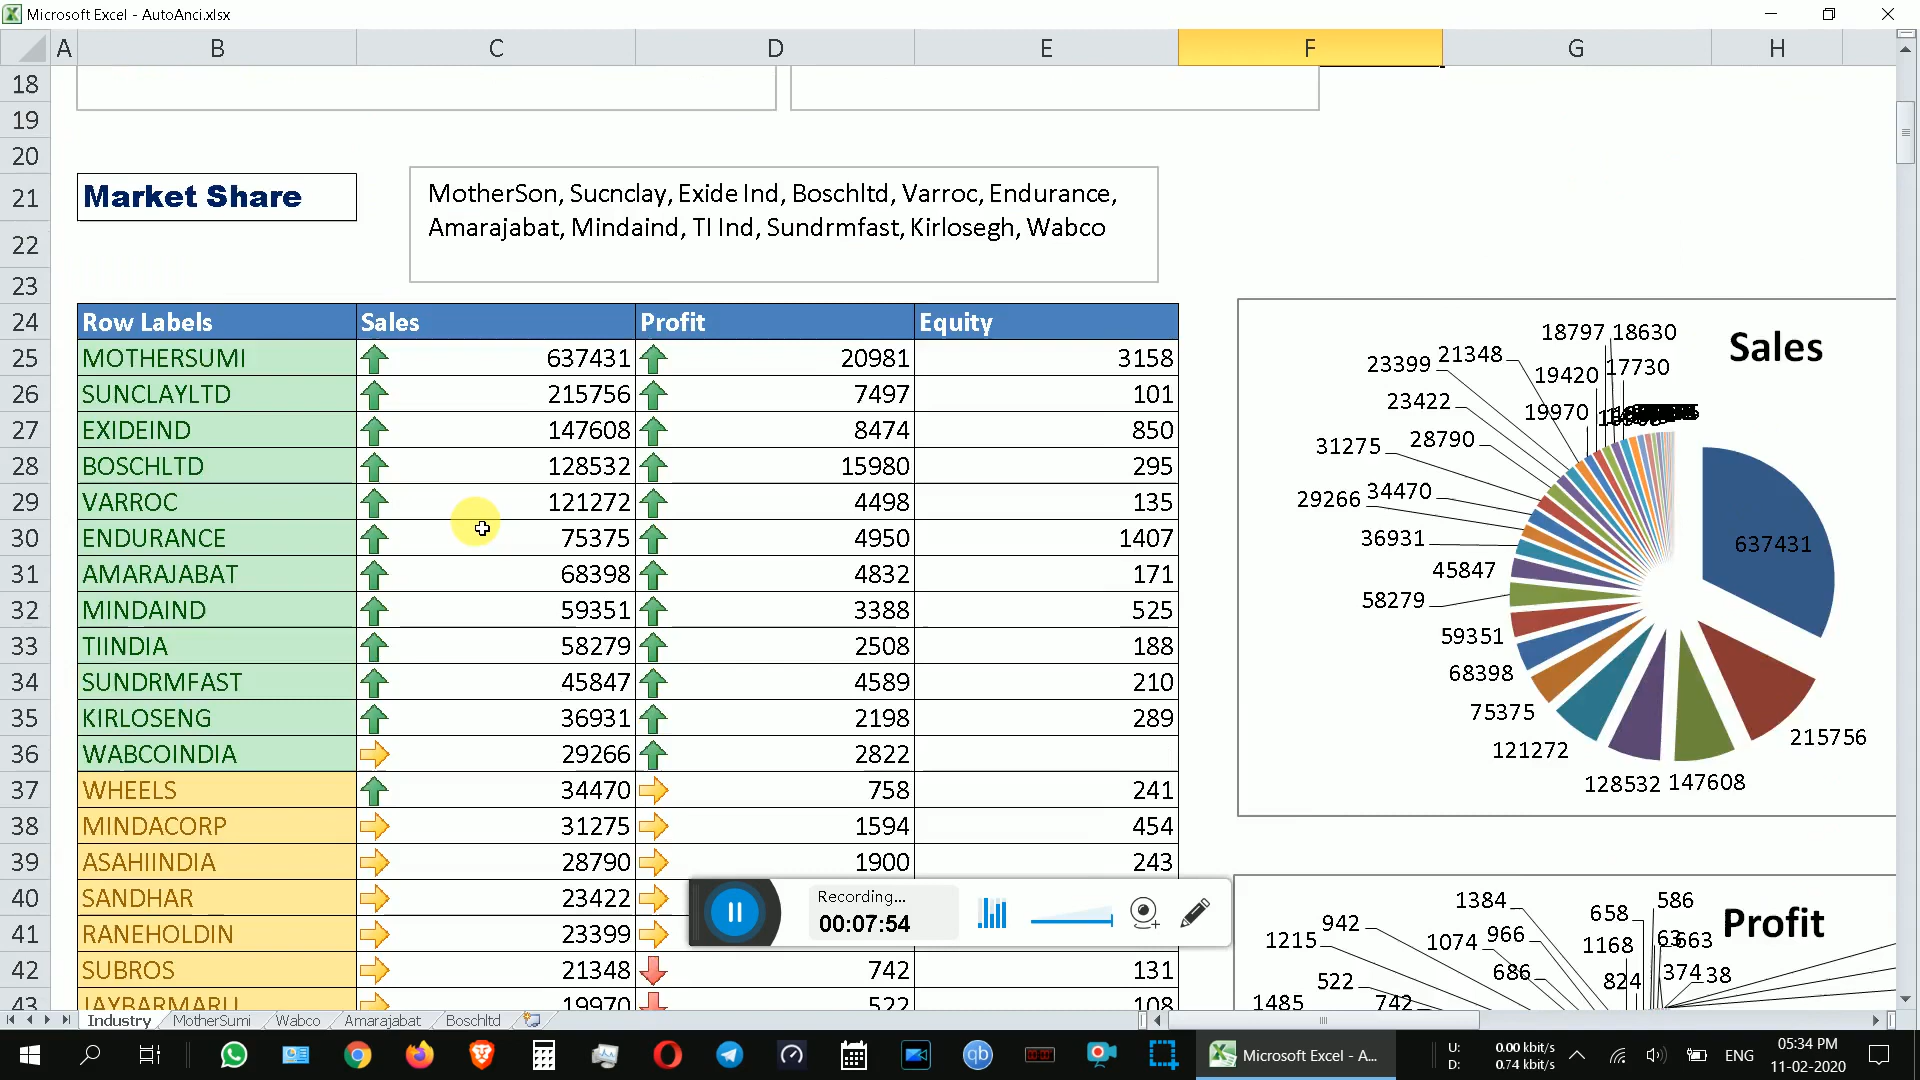 Microsoft Excel - AutoAnci.xlsx
A B C D E F G H
18
19
20
21 Market Share
MotherSon, Sucnclay, Exide Ind, Boschltd, Varroc, Endurance,
Amarajabat, Mindaind, TI Ind, Sundrmfast, Kirlosegh, Wabco
22
23
24 Row Labels Sales Profit Equity
25 MOTHERSUMI 637431 20981 3158
26 SUNCLAYLTD 215756 7497 101
27 EXIDEIND 147608 8474 850
28 BOSCHLTD 128532 15980 295
29 VARROC 121272 4498 135
30 ENDURANCE 75375 4950 1407
31 AMARAJABAT 68398 4832 171
32 MINDAIND 59351 3388 525
33 TIINDIA 58279 2508 188
34 SUNDRMFAST 45847 4589 210
35 KIRLOSENG 36931 2198 289
36 WABCOINDIA 29266 2822
37 WHEELS 34470 758 241
38 MINDACORP 31275 1594 454
39 ASAHIINDIA 28790 1900 243
40 SANDHAR 23422
41 RANEHOLDIN 23399
42 SUBROS 21348 742 131
43 JAYBARMARU 19970 522 108
Sales
18797 18630
23399 21348
19420 17730
23422 19970
31275 28790
29266 34470
36931
637431
45847
58279
59351
68398
75375
121272
128532 147608
215756
Profit
1384 658 586
942
1215 1074 966 1168 663
522 686 824 374 38
1485 742
Recording...
00:07:54
Industry MotherSumi Wabco Amarajabat Boschltd
Microsoft Excel - A...
U: 0.00 kbit/s
D: 0.74 kbit/s
ENG
05:34 PM
11-02-2020